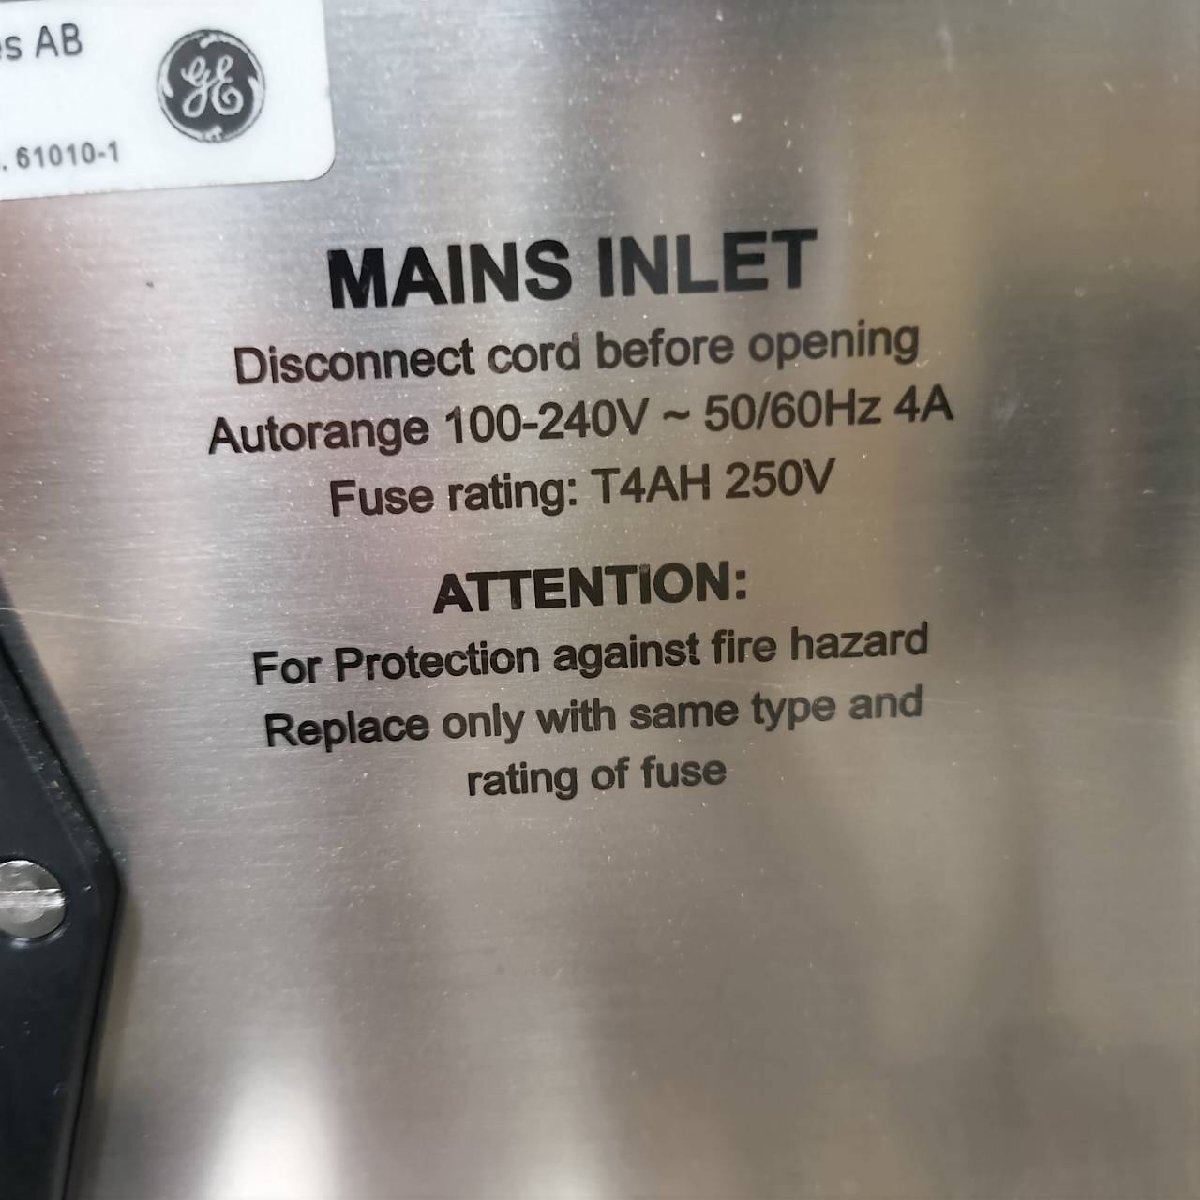 AB
GE
61010-1
MAINS INLET
Disconnect cord before opening
Autorange 100-240V ~ 50/60Hz 4A
Fuse rating: T4AH 250V
ATTENTION:
For Protection against fire hazard
Replace only with same type and
rating of fuse